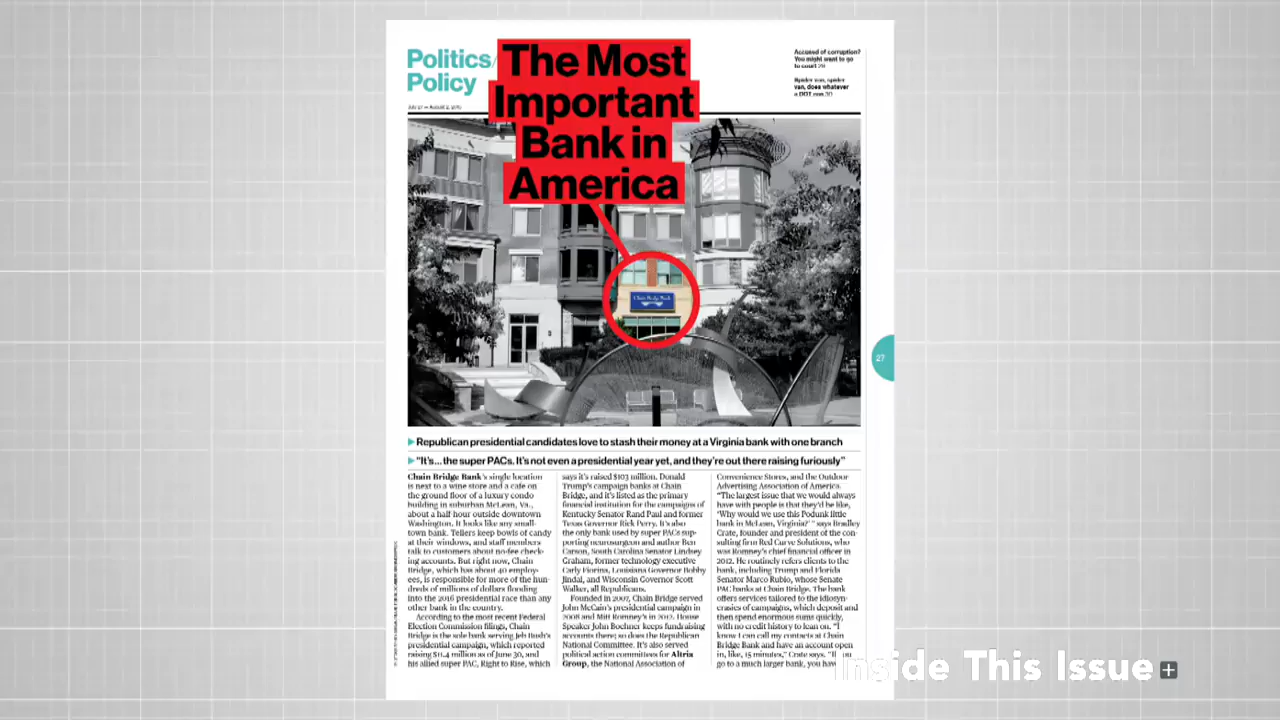 Politics/
Policy
July 27 — August 2, 2015
The Most
Important
Bank in
America
Accused of corruption?
You might want to go
to court 29
Spider van, spider
van, does whatever
a DOT can 30
Chain Bridge Bank
27
Republican presidential candidates love to stash their money at a Virginia bank with one branch
"It's... the super PACs. It's not even a presidential year yet, and they're out there raising furiously"
Chain Bridge Bank's single location
is next to a wine store and a cafe on
the ground floor of a luxury condo
building in suburban McLean, Va.,
about a half-hour outside downtown
Washington. It looks like any small-
town bank. Tellers keep bowls of candy
at their windows, and staff members
talk to customers about no-fee check-
ing accounts. But right now, Chain
Bridge, which has about 40 employ-
ees, is responsible for more of the hun-
dreds of millions of dollars flooding
into the 2016 presidential race than any
other bank in the country.
According to the most recent Federal
Election Commission filings, Chain
Bridge is the sole bank serving Jeb Bush's
presidential campaign, which reported
raising $11.4 million as of June 30, and
his allied super PAC, Right to Rise, which
says it's raised $103 million. Donald
Trump's campaign banks at Chain
Bridge, and it's listed as the primary
financial institution for the campaigns of
Kentucky Senator Rand Paul and former
Texas Governor Rick Perry. It's also
the only bank used by super PACs sup-
porting neurosurgeon and author Ben
Carson, South Carolina Senator Lindsey
Graham, former technology executive
Carly Fiorina, Louisiana Governor Bobby
Jindal, and Wisconsin Governor Scott
Walker, all Republicans.
Founded in 2007, Chain Bridge served
John McCain's presidential campaign in
2008 and Mitt Romney's in 2012. House
Speaker John Boehner keeps fundraising
accounts there; so does the Republican
National Committee. It's also served
political action committees for Altria
Group, the National Association of
Convenience Stores, and the Outdoor
Advertising Association of America.
"The largest issue that we would always
have with people is that they'd be like,
'Why would we use this Podunk little
bank in McLean, Virginia?'" says Bradley
Crate, founder and president of the con-
sulting firm Red Curve Solutions, who
was Romney's chief financial officer in
2012. He routinely refers clients to the
bank, including Trump and Florida
Senator Marco Rubio, whose Senate
PAC banks at Chain Bridge. The bank
offers services tailored to the idiosyn-
crasies of campaigns, which deposit and
then spend enormous sums quickly,
with no credit history to lean on. "I
know I can call my contacts at Chain
Bridge Bank and have an account open
in, like, 15 minutes," Crate says. "If you
go to a much larger bank, you have
Inside This Issue +